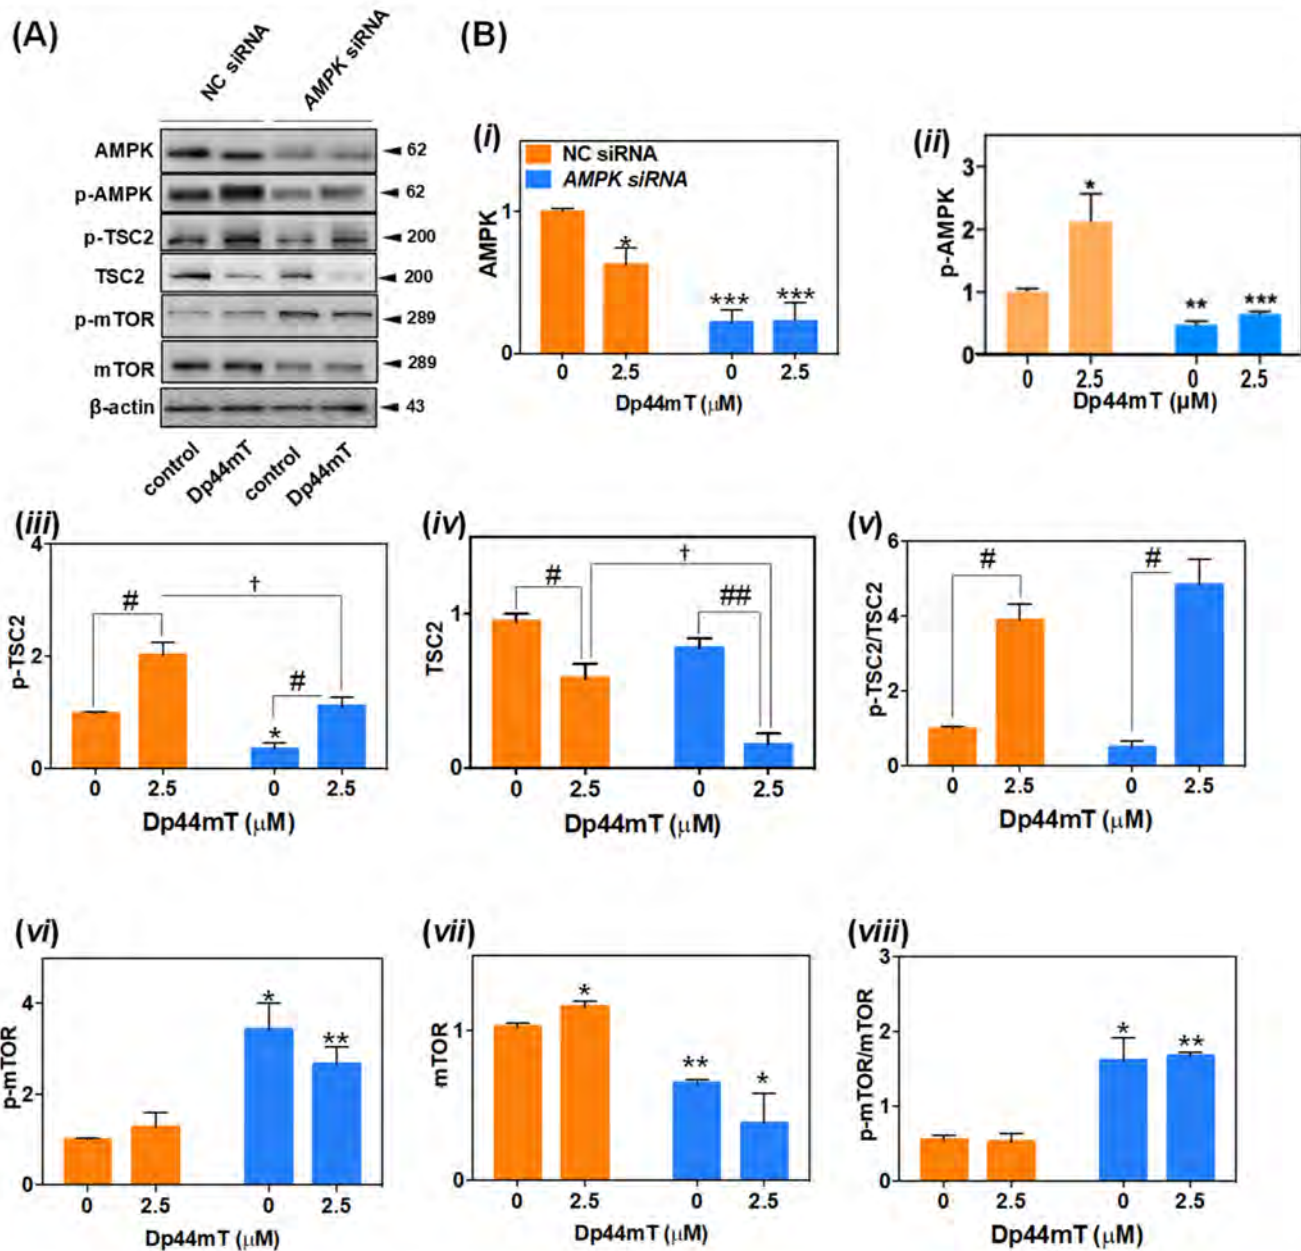 (A)
NC siRNA
AMPK siRNA
AMPK
62
p-AMPK
62
p-TSC2
200
TSC2
200
p-mTOR
289
mTOR
289
β-actin
43
control
Dp44mT
control
Dp44mT
(B)
(i)
NC siRNA
AMPK siRNA
AMPK
1
0
*
***
***
0
2.5
0
2.5
Dp44mT (μM)
(ii)
p-AMPK
3
2
1
0
*
**
***
0
2.5
0
2.5
Dp44mT (μM)
(iii)
p-TSC2
4
2
0
#
†
#
*
0
2.5
0
2.5
Dp44mT (μM)
(iv)
TSC2
1
0
#
†
##
0
2.5
0
2.5
Dp44mT (μM)
(v)
p-TSC2/TSC2
6
4
2
0
#
#
0
2.5
0
2.5
Dp44mT (μM)
(vi)
p-mTOR
4
2
0
*
**
0
2.5
0
2.5
Dp44mT (μM)
(vii)
mTOR
1
0
*
**
*
0
2.5
0
2.5
Dp44mT (μM)
(viii)
p-mTOR/mTOR
3
2
1
0
*
**
0
2.5
0
2.5
Dp44mT (μM)